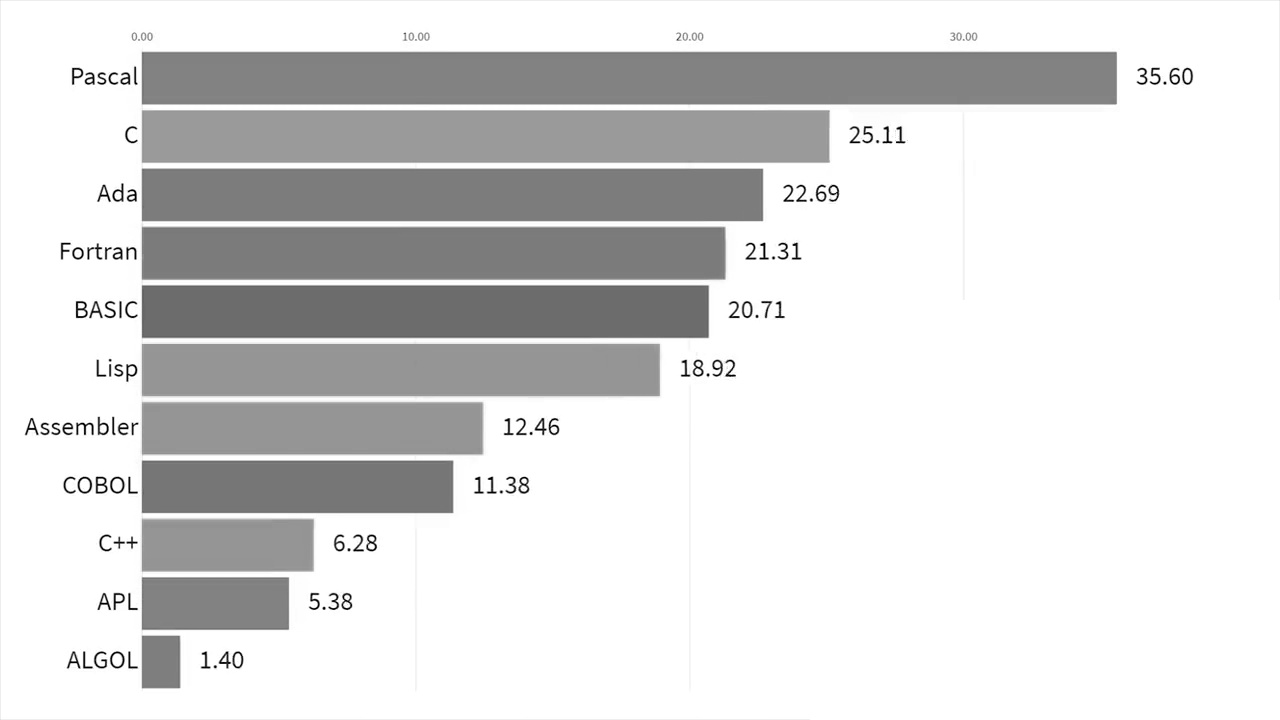 0.00 10.00 20.00 30.00
Pascal 35.60
C 25.11
Ada 22.69
Fortran 21.31
BASIC 20.71
Lisp 18.92
Assembler 12.46
COBOL 11.38
C++ 6.28
APL 5.38
ALGOL 1.40